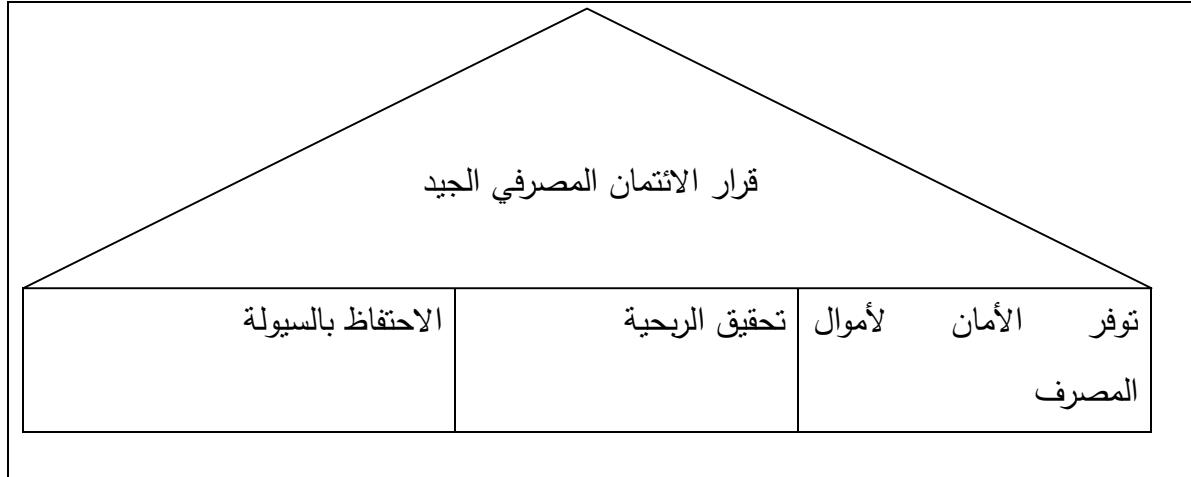 قرار الائتمان المصرفي الجيد
توفر الأمان لأموال
المصرف
تحقيق الربحية
الاحتفاظ بالسيولة